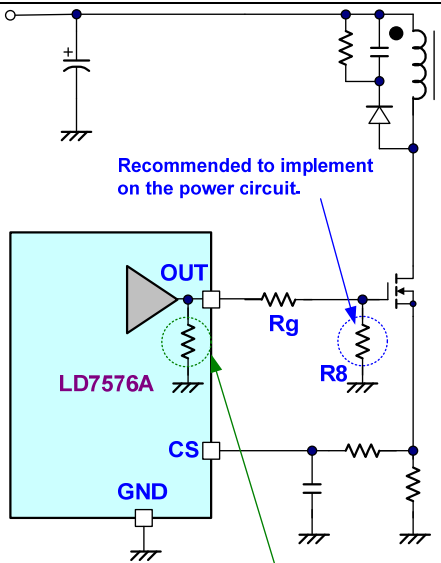 +
Recommended to implement
on the power circuit.
OUT
Rg
R8
LD7576A
CS
GND